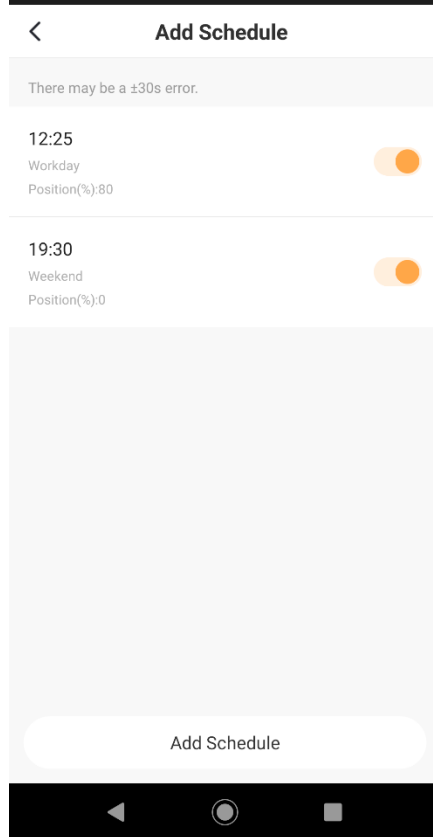 Add Schedule
There may be a ±30s error.
12:25
Workday
Position(%):80
19:30
Weekend
Position(%):0
Add Schedule